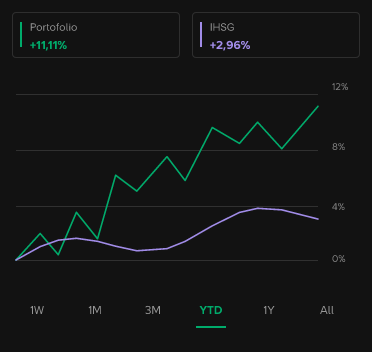 Portofolio
+11,11%
IHSG
+2,96%
12%
8%
4%
0%
1W 1M 3M YTD 1Y All